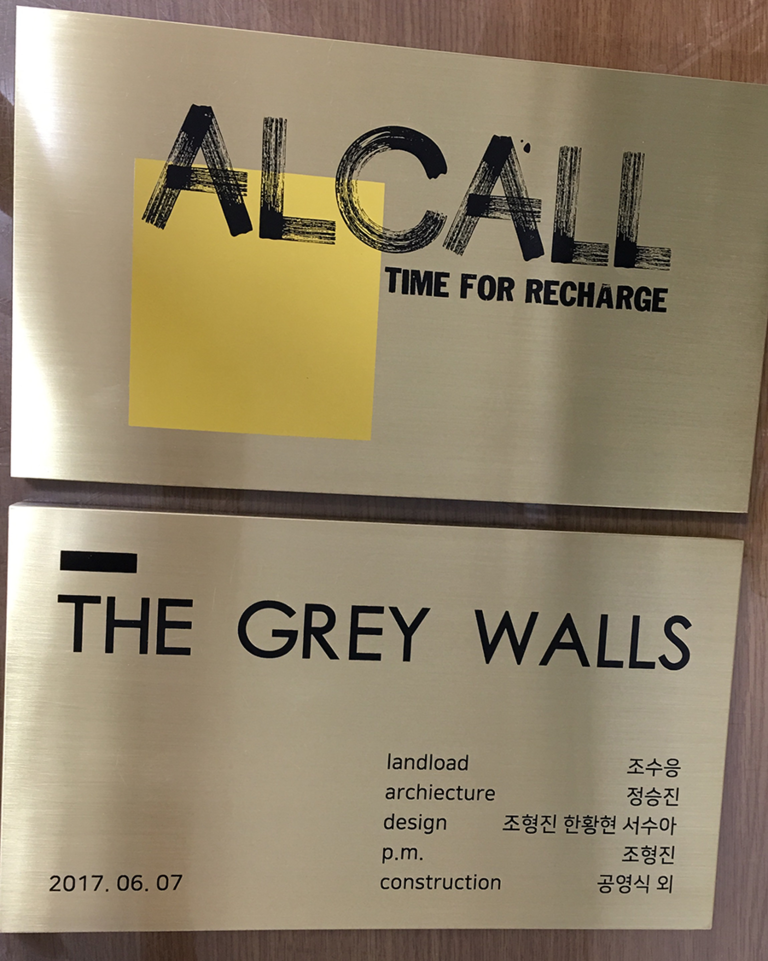 ALCALL
TIME FOR RECHARGE
THE GREY WALLS
landload 조수응
archiecture 정승진
design 조형진 한황현 서수아
p.m. 조형진
construction 공영식 외
2017. 06. 07